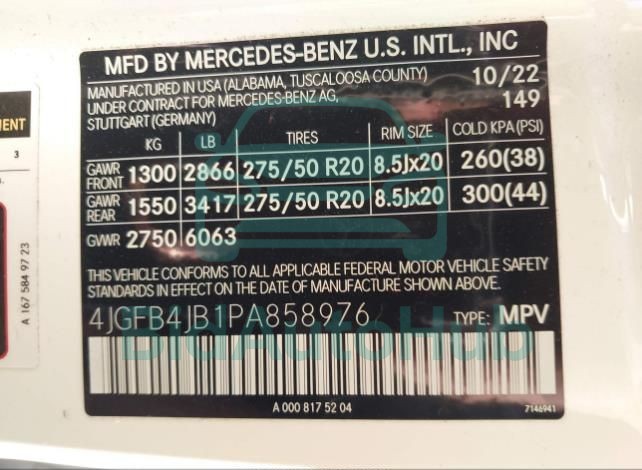 MFD BY MERCEDES-BENZ U.S. INTL., INC
MANUFACTURED IN USA (ALABAMA, TUSCALOOSA COUNTY) 10/22
UNDER CONTRACT FOR MERCEDES-BENZ AG, 149
STUTTGART (GERMANY)
KG LB TIRES RIM SIZE COLD KPA (PSI)
GAWR FRONT 1300 2866 275/50 R20 8.5Jx20 260(38)
GAWR REAR 1550 3417 275/50 R20 8.5Jx20 300(44)
GVWR 2750 6063
THIS VEHICLE CONFORMS TO ALL APPLICABLE FEDERAL MOTOR VEHICLE SAFETY
STANDARDS IN EFFECT ON THE DATE OF MANUFACTURE SHOWN ABOVE.
4JGFB4JB1PA858976 TYPE: MPV
BidAutoHub
A 000 817 52 04 7146941
3
A 167 584 97 23